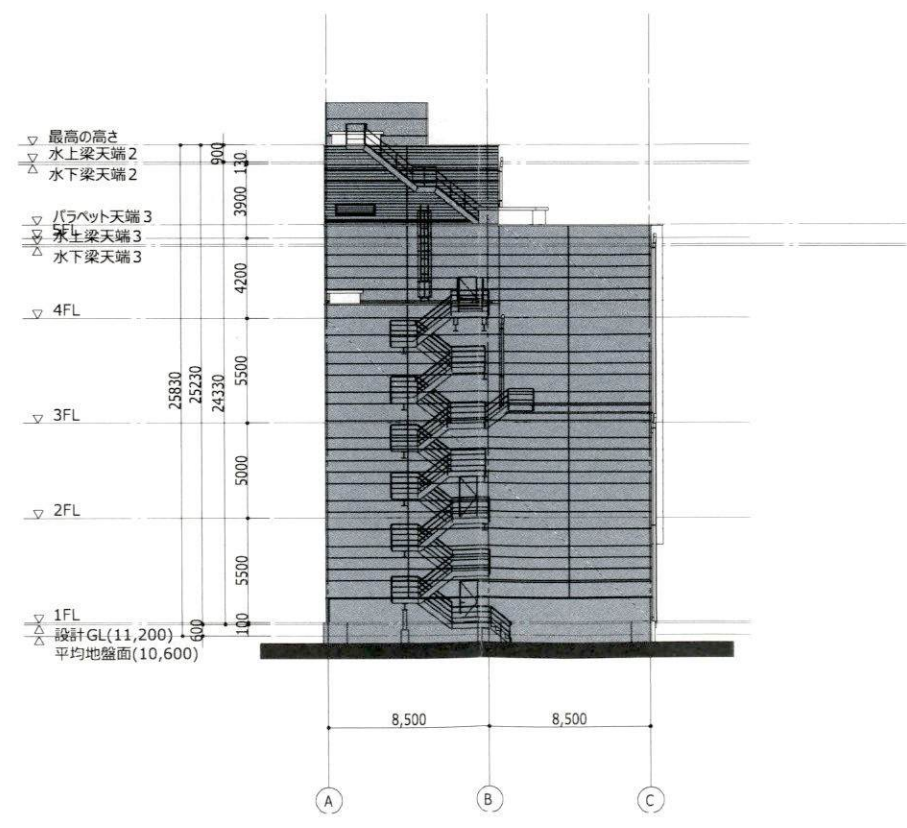 最高の高さ
水上梁天端2
水下梁天端2
パラペット天端3
5FL
水上梁天端3
水下梁天端3
4FL
3FL
2FL
1FL
設計GL(11,200)
平均地盤面(10,600)
25830
25230
24330
600
900
130
3900
4200
5500
5000
5500
100
8,500
8,500
A
B
C